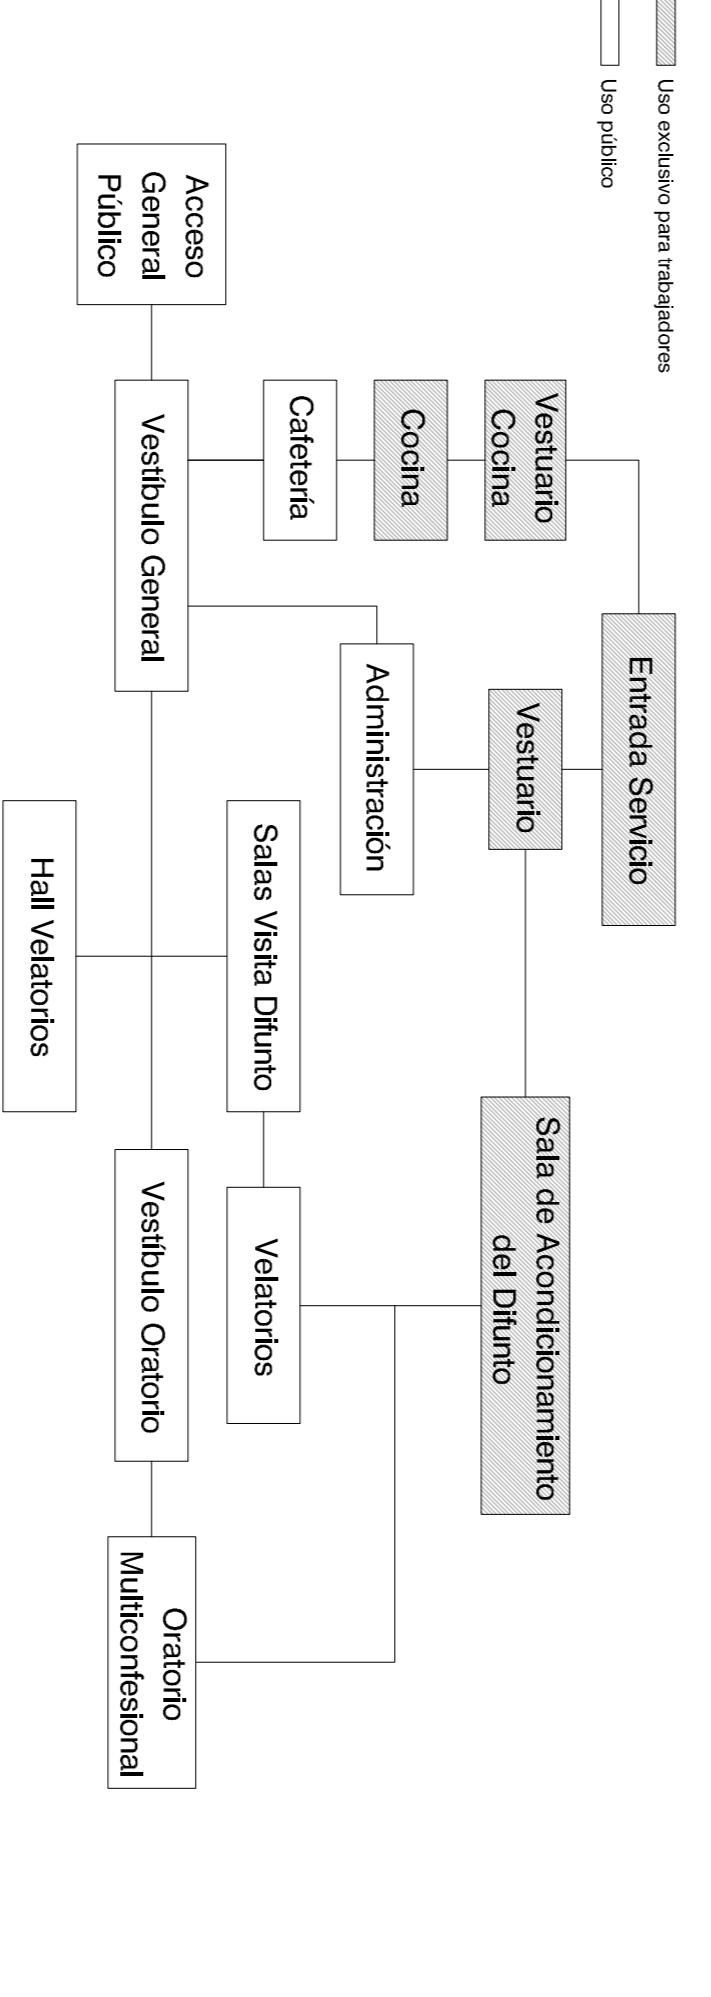 Uso exclusivo para trabajadores
Uso público
Entrada Servicio
Vestuario
Cocina
Vestuario
Sala de Acondicionamiento
del Difunto
Cocina
Administración
Cafetería
Salas Visita Difunto
Velatorios
Acceso
General
Público
Vestíbulo General
Vestíbulo Oratorio
Oratorio
Multiconfesional
Hall Velatorios